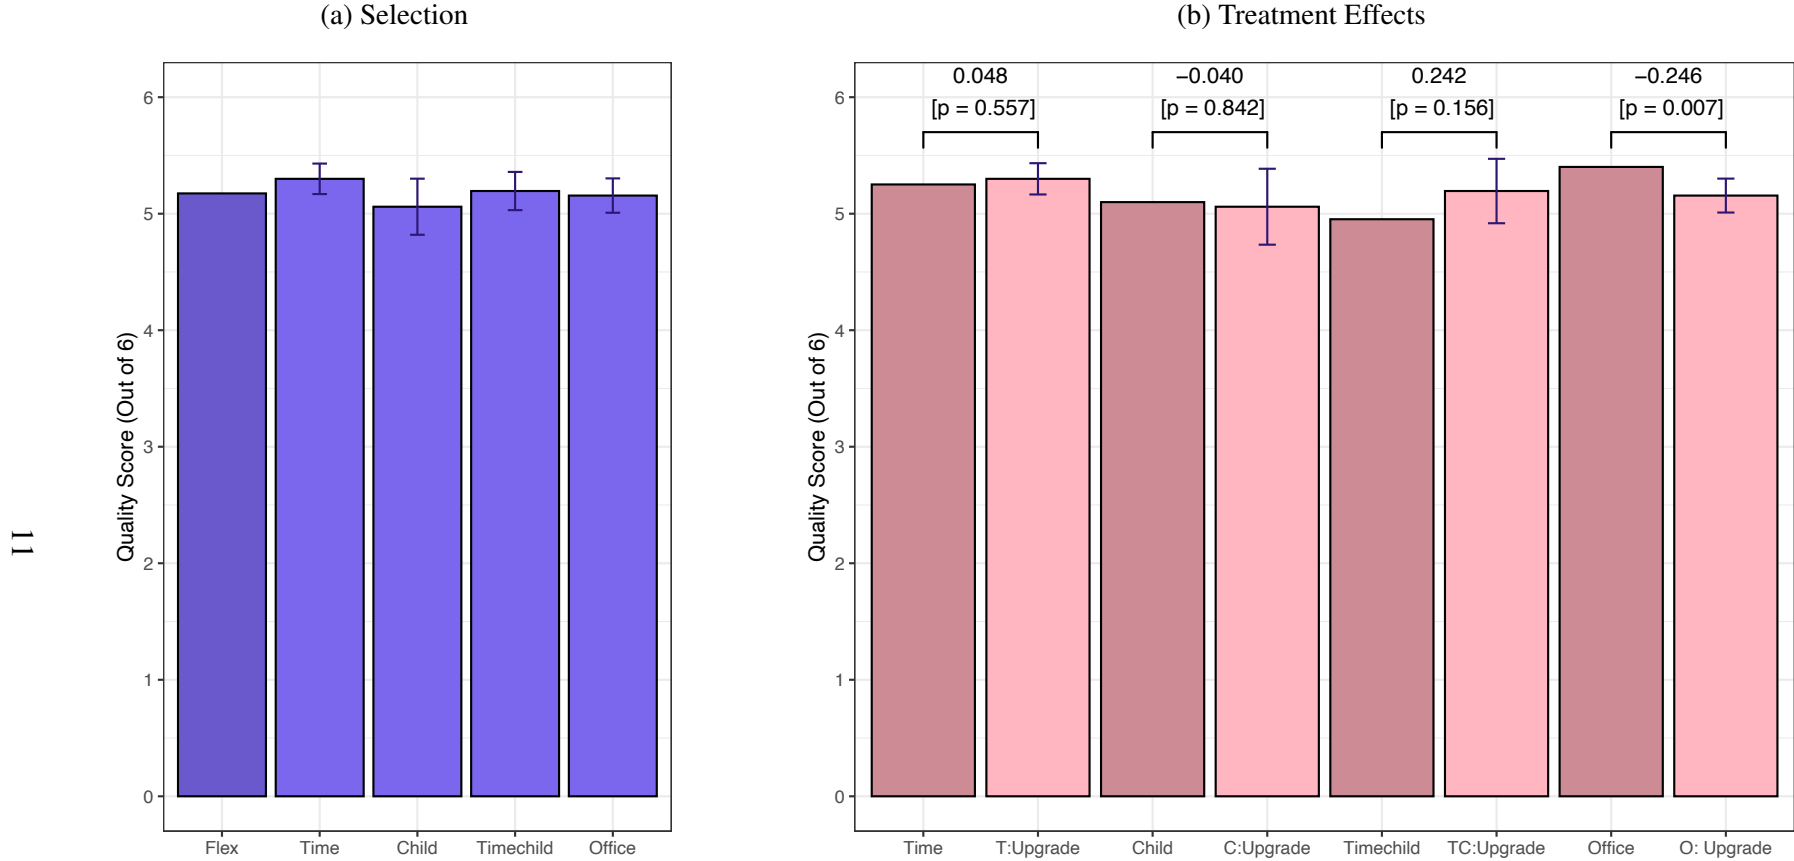 (a) Selection
Quality Score (Out of 6)
6
5
4
3
2
1
0
Flex Time Child Timechild Office
(b) Treatment Effects
Quality Score (Out of 6)
6
5
4
3
2
1
0
0.048 −0.040 0.242 −0.246
[p = 0.557] [p = 0.842] [p = 0.156] [p = 0.007]
Time T:Upgrade Child C:Upgrade Timechild TC:Upgrade Office O: Upgrade
11